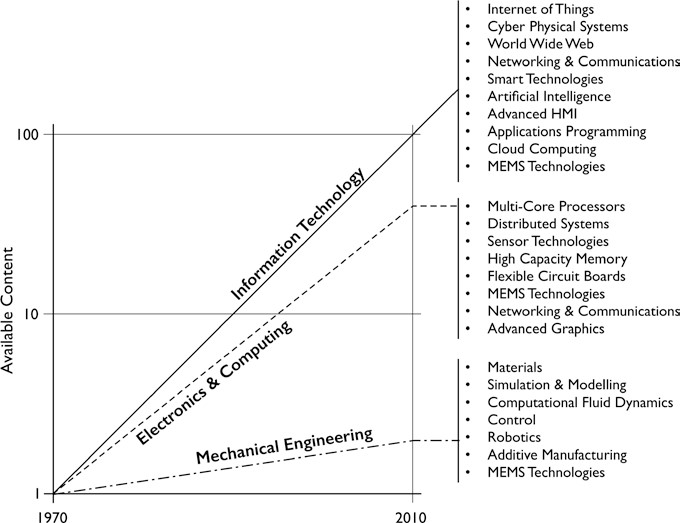 • Internet of Things
• Cyber Physical Systems
• World Wide Web
• Networking & Communications
• Smart Technologies
• Artificial Intelligence
• Advanced HMI
• Applications Programming
• Cloud Computing
• MEMS Technologies
100
Information Technology
• Multi-Core Processors
• Distributed Systems
• Sensor Technologies
• High Capacity Memory
• Flexible Circuit Boards
• MEMS Technologies
• Networking & Communications
• Advanced Graphics
Available Content
10
Electronics & Computing
• Materials
• Simulation & Modelling
• Computational Fluid Dynamics
• Control
• Robotics
• Additive Manufacturing
• MEMS Technologies
Mechanical Engineering
1
1970
2010